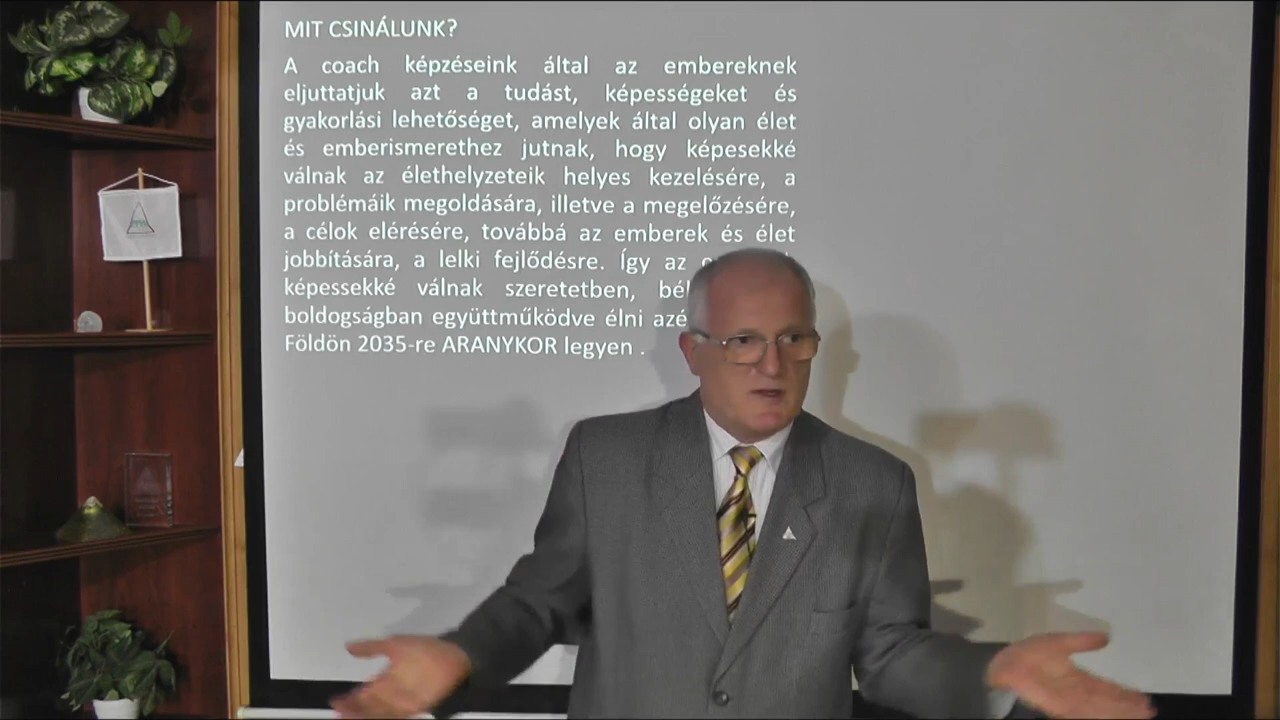 MIT CSINÁLUNK?
A coach képzéseink által az embereknek
eljuttatjuk azt a tudást, képességeket és
gyakorlási lehetőséget, amelyek által olyan élet
és emberismerethez jutnak, hogy képesekké
válnak az élethelyzeteik helyes kezelésére, a
problémáik megoldására, illetve a megelőzésére,
a célok elérésére, továbbá az emberek és élet
jobbítására, a lelki fejlődésre. Így az
képessekké válnak szeretetben,
boldogságban együttműködve élni
Földön 2035-re ARANYKOR legyen .